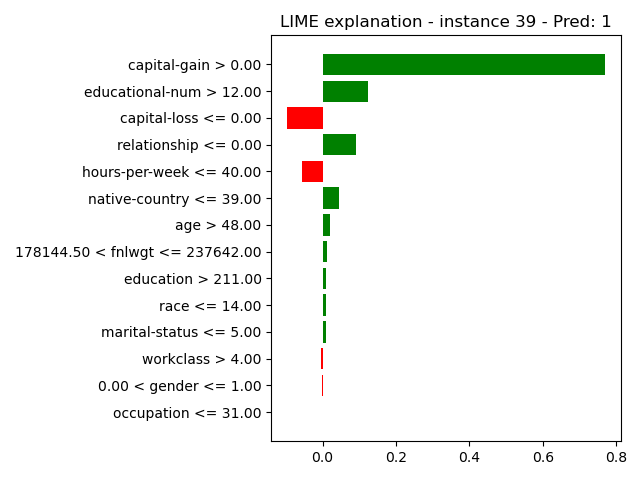 LIME explanation - instance 39 - Pred: 1
capital-gain > 0.00
educational-num > 12.00
capital-loss <= 0.00
relationship <= 0.00
hours-per-week <= 40.00
native-country <= 39.00
age > 48.00
178144.50 < fnlwgt <= 237642.00
education > 211.00
race <= 14.00
marital-status <= 5.00
workclass > 4.00
0.00 < gender <= 1.00
occupation <= 31.00
0.0 0.2 0.4 0.6 0.8